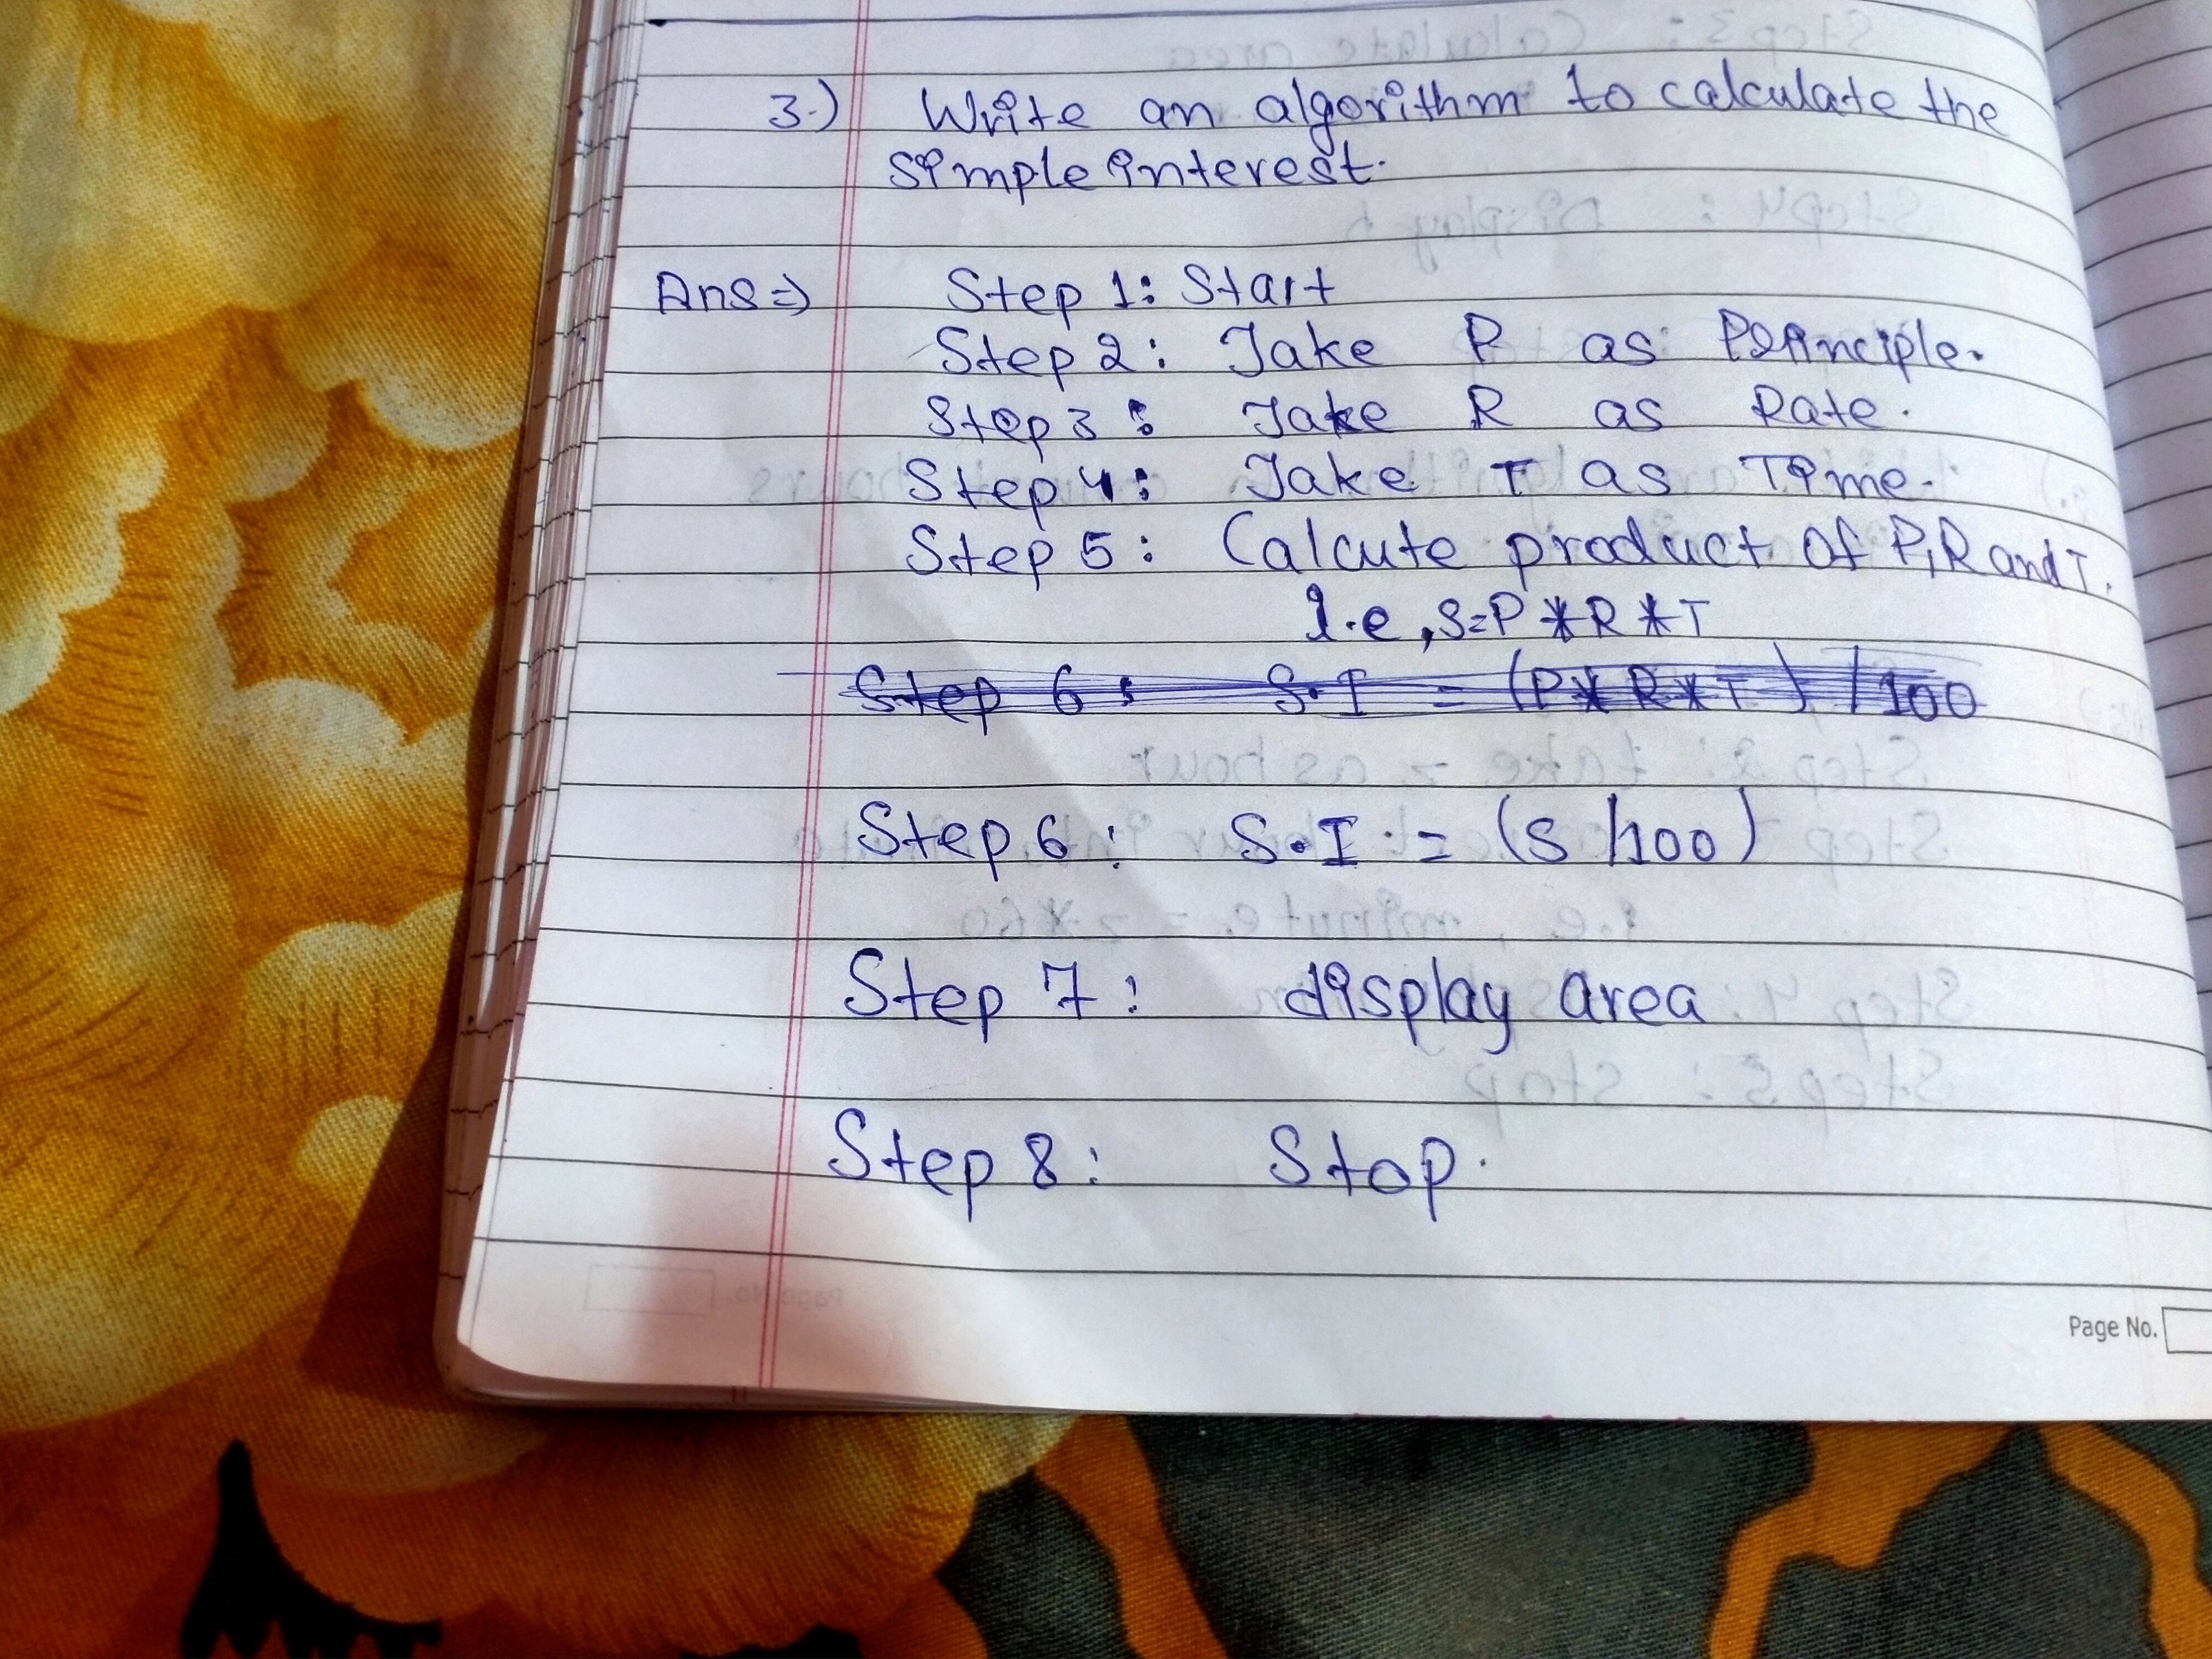 3.) Write an algorithm to calculate the
simple interest.
Ans => Step 1: Start
Step 2: Take P as Principle.
Step 3: Take R as Rate.
Step 4: Take T as Time.
Step 5: Calcute product of P, R and T.
i.e, S=P*R*T
Step 6: S.I = (P*R*T) /100
Step 6: S.I = (S/100)
Step 7: display area
Step 8: Stop.
Page No.